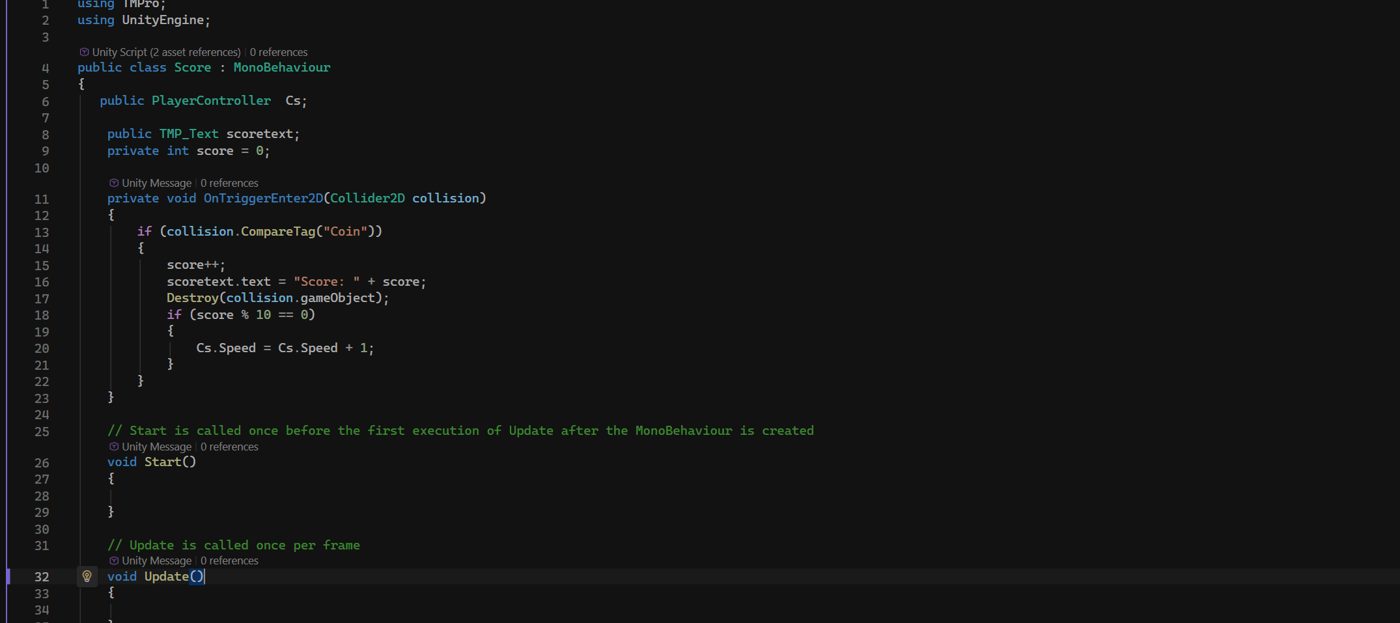 1 using TMPro;
2 using UnityEngine;
3
Unity Script (2 asset references) | 0 references
4 public class Score : MonoBehaviour
5 {
6 public PlayerController  Cs;
7
8 public TMP_Text scoretext;
9 private int score = 0;
10
Unity Message | 0 references
11 private void OnTriggerEnter2D(Collider2D collision)
12 {
13 if (collision.CompareTag("Coin"))
14 {
15 score++;
16 scoretext.text = "Score: " + score;
17 Destroy(collision.gameObject);
18 if (score % 10 == 0)
19 {
20 Cs.Speed = Cs.Speed + 1;
21 }
22 }
23 }
24
25 // Start is called once before the first execution of Update after the MonoBehaviour is created
Unity Message | 0 references
26 void Start()
27 {
28
29 }
30
31 // Update is called once per frame
Unity Message | 0 references
32 void Update()
33 {
34